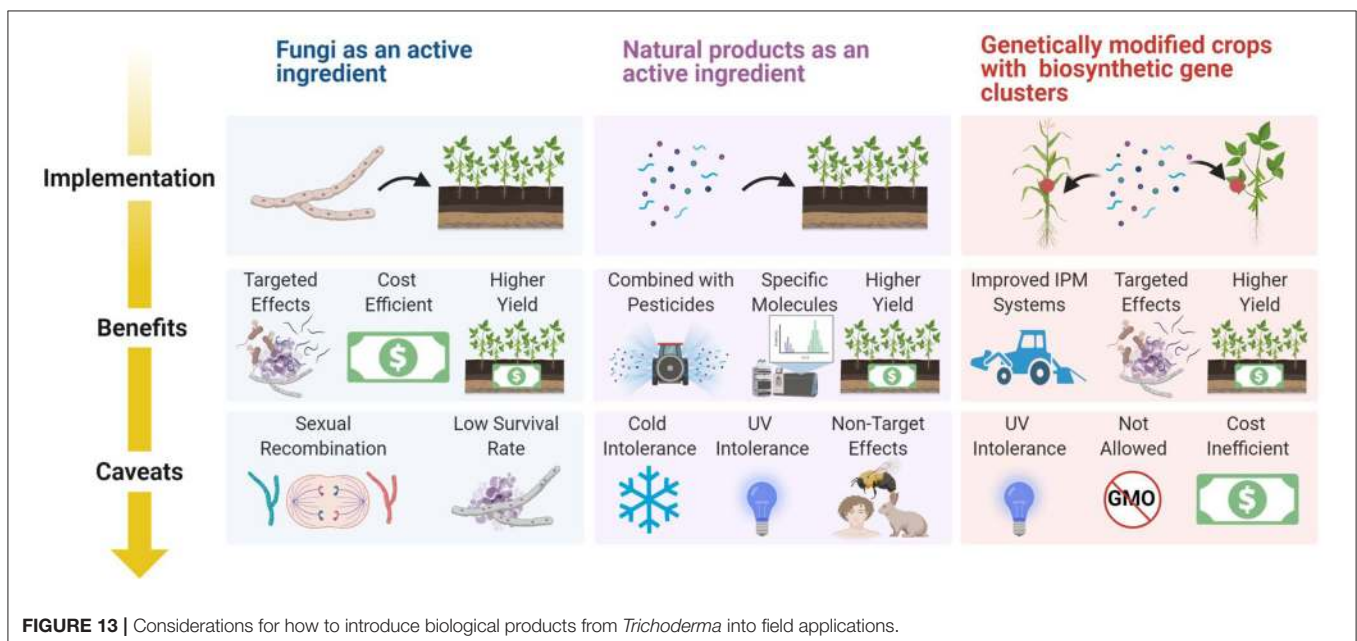 Fungi as an active
ingredient
Natural products as an
active ingredient
Genetically modified crops
with biosynthetic gene
clusters
Implementation
Benefits
Targeted
Effects
Cost
Efficient
Higher
Yield
$
$
Combined with
Pesticides
Specific
Molecules
Higher
Yield
$
Improved IPM
Systems
Targeted
Effects
Higher
Yield
$
Caveats
Sexual
Recombination
Low Survival
Rate
Cold
Intolerance
UV
Intolerance
Non-Target
Effects
UV
Intolerance
Not
Allowed
GMO
Cost
Inefficient
$
FIGURE 13 | Considerations for how to introduce biological products from Trichoderma into field applications.